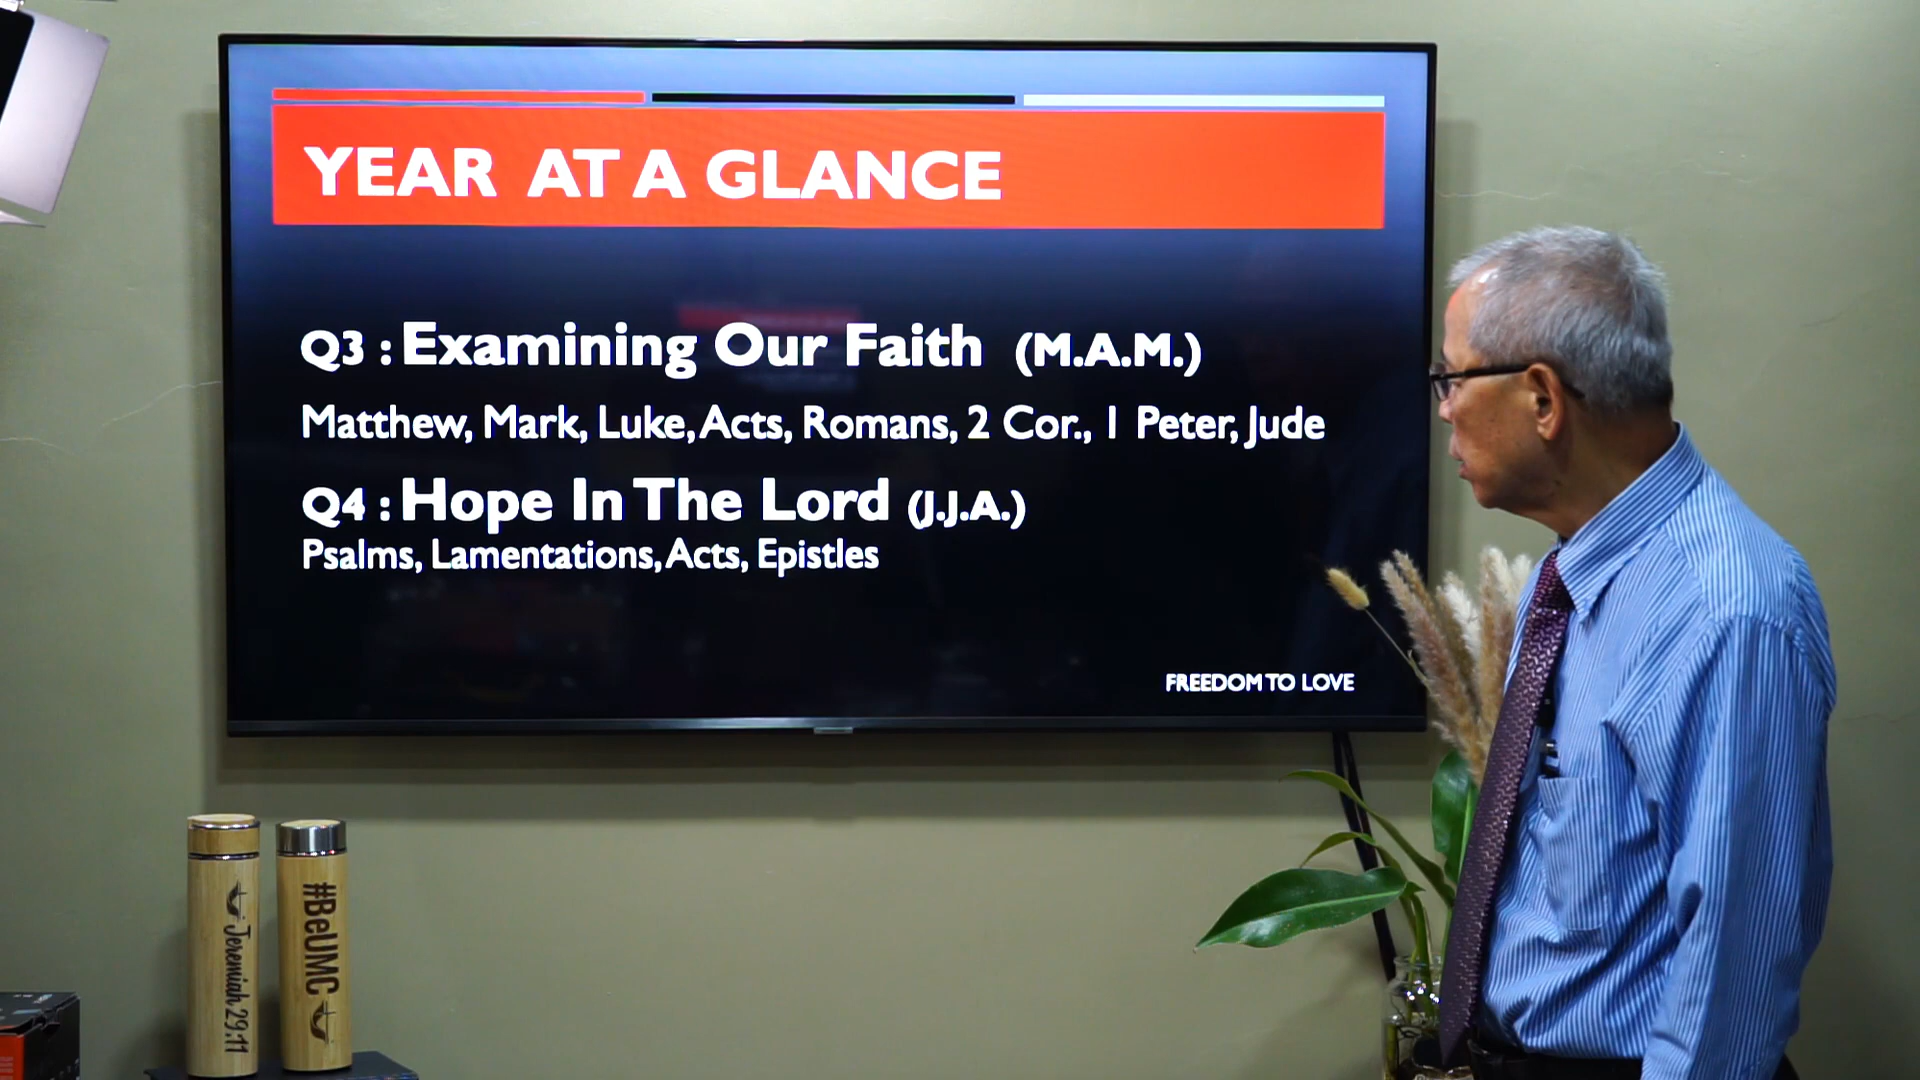 YEAR AT A GLANCE
Q3 : Examining Our Faith (M.A.M.)
Matthew, Mark, Luke, Acts, Romans, 2 Cor., 1 Peter, Jude
Q4 : Hope In The Lord (J.J.A.)
Psalms, Lamentations, Acts, Epistles
FREEDOM TO LOVE
Jeremiah 29:11
#BeUMC